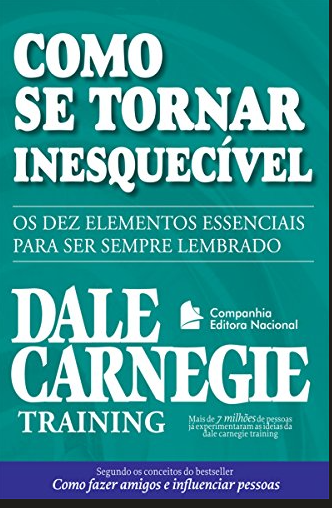 COMO
SE TORNAR
INESQUECÍVEL
OS DEZ ELEMENTOS ESSENCIAIS
PARA SER SEMPRE LEMBRADO
DALE
Companhia
Editora Nacional
CARNEGIE
TRAINING
Mais de 7 milhões de pessoas
já experimentaram as ideias da
dale carnegie training
Segundo os conceitos do bestseller
Como fazer amigos e influenciar pessoas